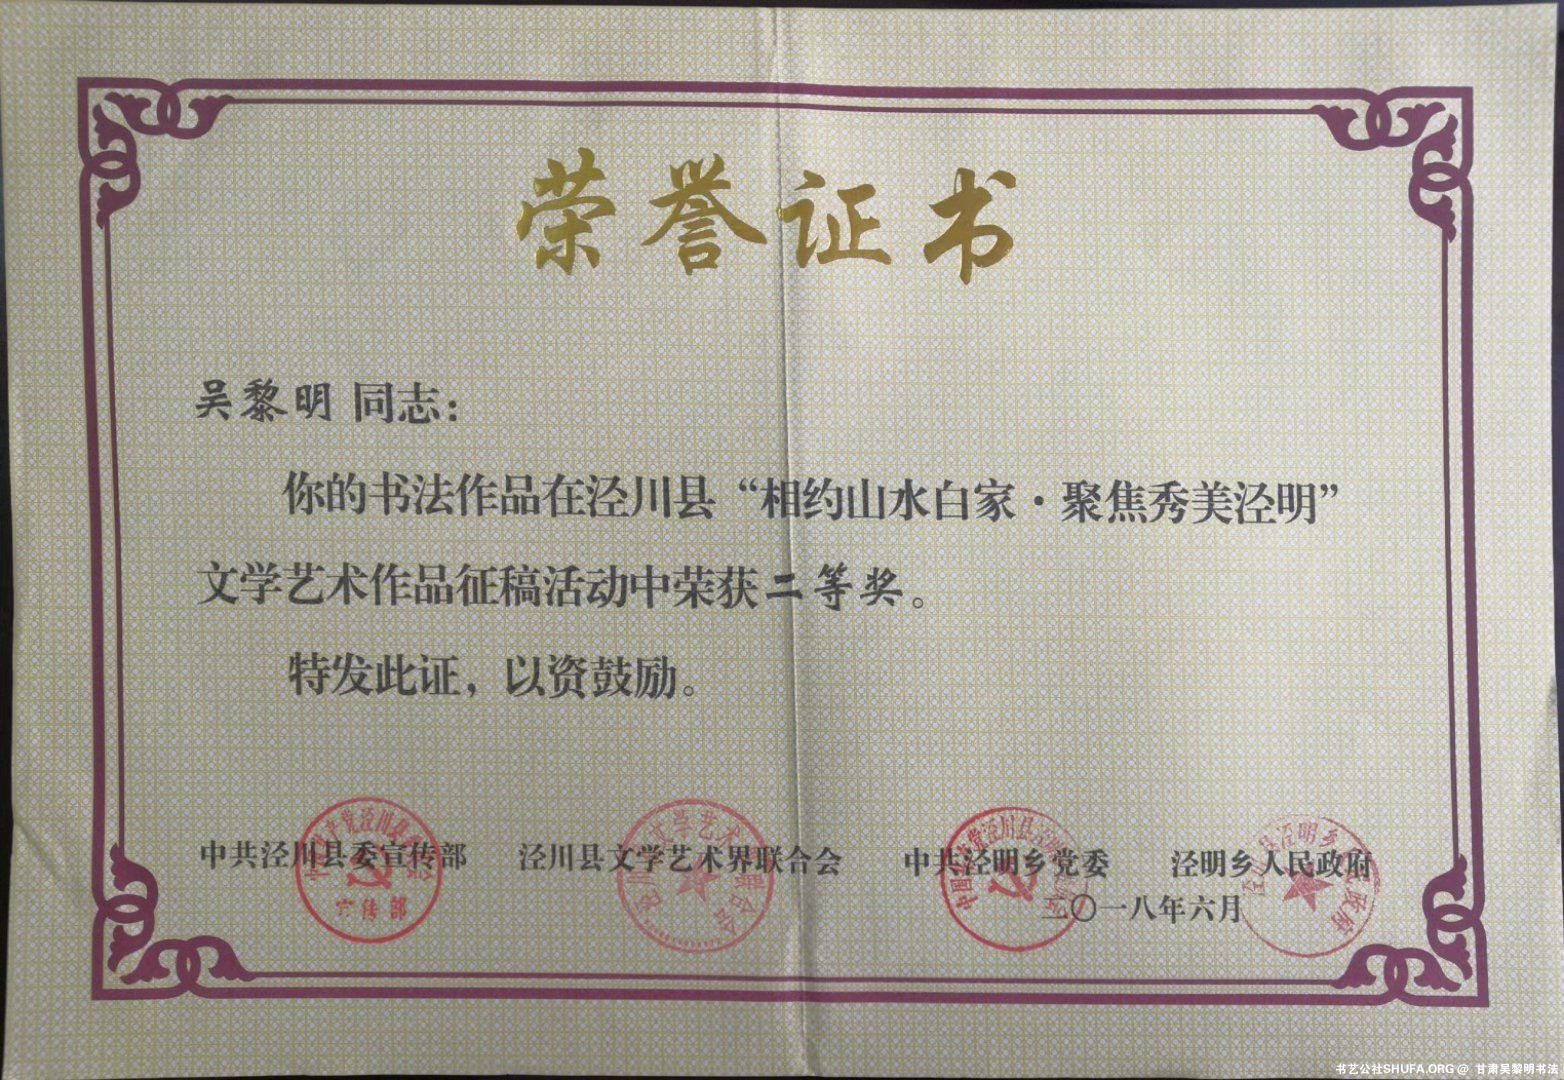 荣誉证书
吴黎明 同志：
你的书法作品在泾川县“相约山水白家·聚焦秀美泾明”
文学艺术作品征稿活动中荣获二等奖。
特发此证，以资鼓励。
中共泾川县委宣传部 泾川县文学艺术界联合会 中共泾明乡党委 泾明乡人民政府
二〇一八年六月
宣传部
书艺公社SHUFA.ORG @ 甘肃吴黎明书法